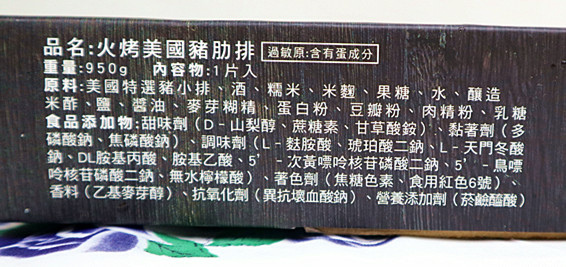 品名:火烤美國豬肋排 過敏原:含有蛋成分
重量:950g 內容物:1片入
原料:美國特選豬小排、酒、糯米、米麴、果糖、水、釀造
米酢、鹽、醬油、麥芽糊精、蛋白粉、豆瓣粉、肉精粉、乳糖
食品添加物:甜味劑(D-山梨醇、蔗糖素、甘草酸銨)、黏著劑(多
磷酸鈉、焦磷酸鈉)、調味劑(L-麩胺酸、琥珀酸二鈉、L-天門冬酸
鈉、DL胺基丙酸、胺基乙酸、5'-次黃嘌呤核苷磷酸二鈉、5'-鳥嘌
呤核苷磷酸二鈉、無水檸檬酸)、著色劑(焦糖色素、食用紅色6號)、
香料(乙基麥芽醇)、抗氧化劑(異抗壞血酸鈉)、營養添加劑(菸鹼醯酸)